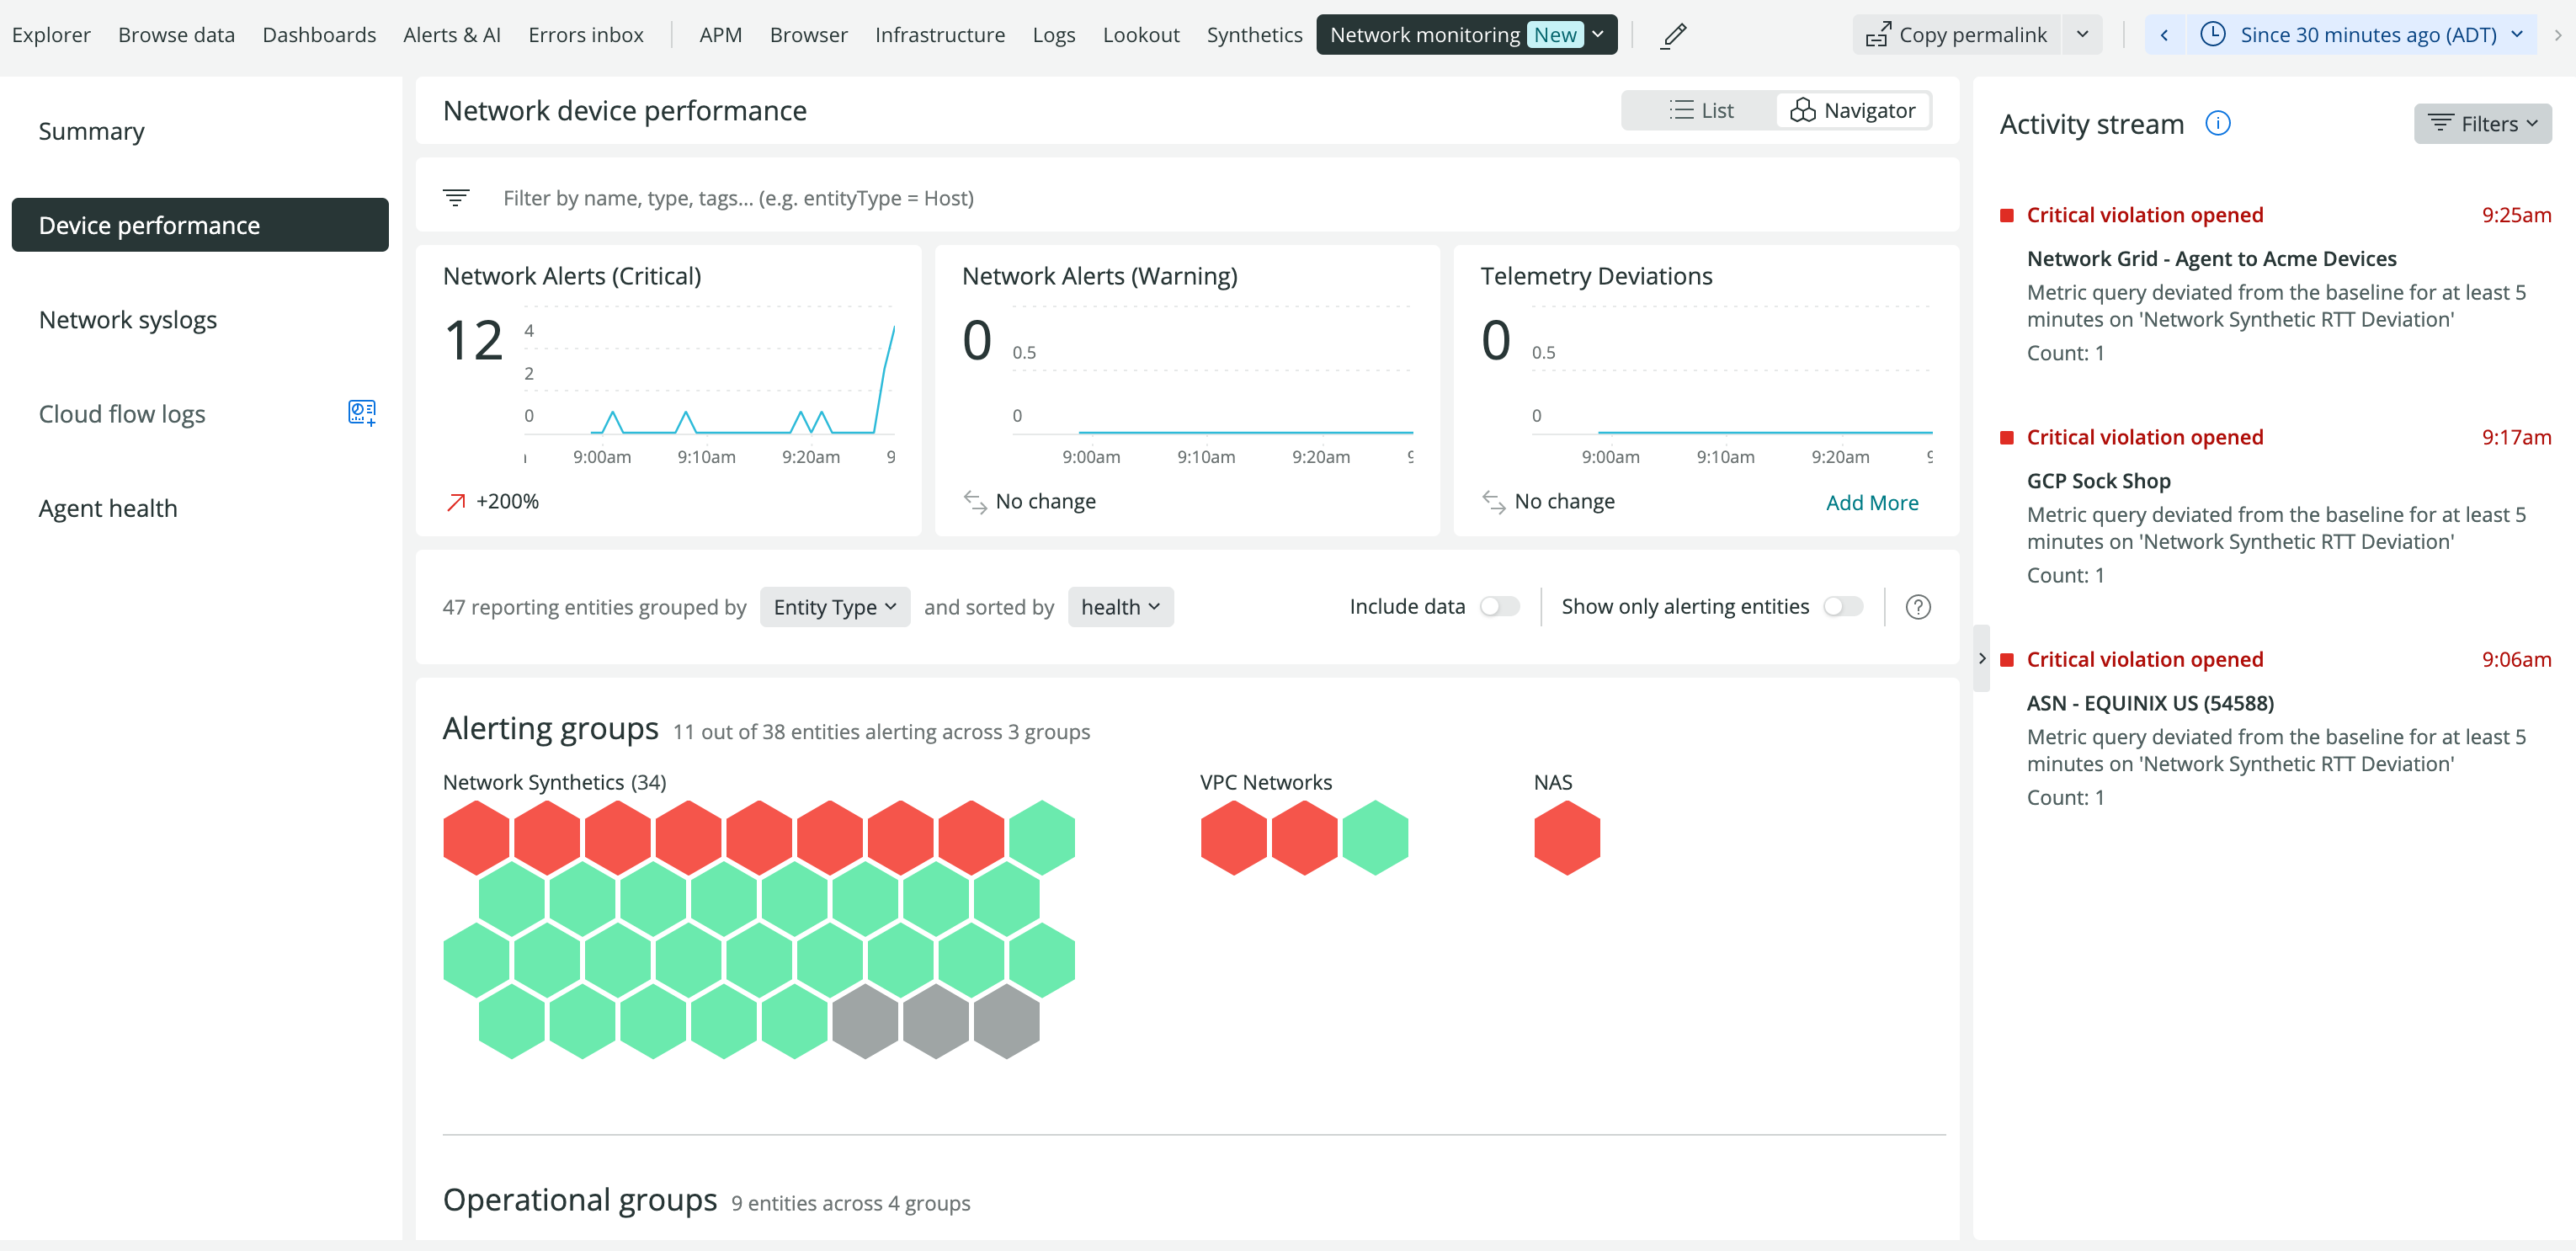 Explorer Browse data Dashboards Alerts & AI Errors inbox APM Browser Infrastructure Logs Lookout Synthetics Network monitoring New Copy permalink Since 30 minutes ago (ADT)
Summary
Device performance
Network syslogs
Cloud flow logs
Agent health
Network device performance
List Navigator
Filter by name, type, tags... (e.g. entityType = Host)
Network Alerts (Critical)
12
4
2
0
9:00am 9:10am 9:20am 9
+200%
Network Alerts (Warning)
0
0.5
0
9:00am 9:10am 9:20am
No change
Telemetry Deviations
0
0.5
0
9:00am 9:10am 9:20am
No change
Add More
47 reporting entities grouped by Entity Type and sorted by health
Include data Show only alerting entities
Alerting groups 11 out of 38 entities alerting across 3 groups
Network Synthetics (34)
VPC Networks
NAS
Operational groups 9 entities across 4 groups
Activity stream
Filters
Critical violation opened 9:25am
Network Grid - Agent to Acme Devices
Metric query deviated from the baseline for at least 5
minutes on 'Network Synthetic RTT Deviation'
Count: 1
Critical violation opened 9:17am
GCP Sock Shop
Metric query deviated from the baseline for at least 5
minutes on 'Network Synthetic RTT Deviation'
Count: 1
Critical violation opened 9:06am
ASN - EQUINIX US (54588)
Metric query deviated from the baseline for at least 5
minutes on 'Network Synthetic RTT Deviation'
Count: 1